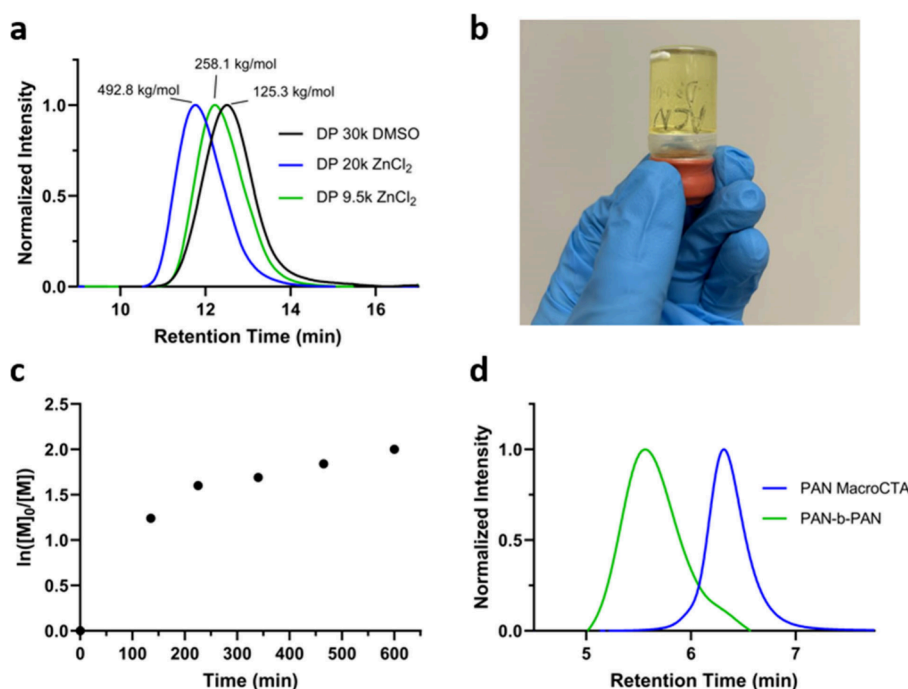 a
492.8 kg/mol
258.1 kg/mol
125.3 kg/mol
DP 30k DMSO
DP 20k ZnCl₂
DP 9.5k ZnCl₂
Normalized Intensity
1.0
0.5
0.0
10 12 14 16
Retention Time (min)
b
c
ln([M]₀/[M])
2.5
2.0
1.5
1.0
0.5
0.0
0 100 200 300 400 500 600
Time (min)
d
PAN MacroCTA
PAN-b-PAN
Normalized Intensity
1.0
0.5
0.0
5 6 7
Retention Time (min)